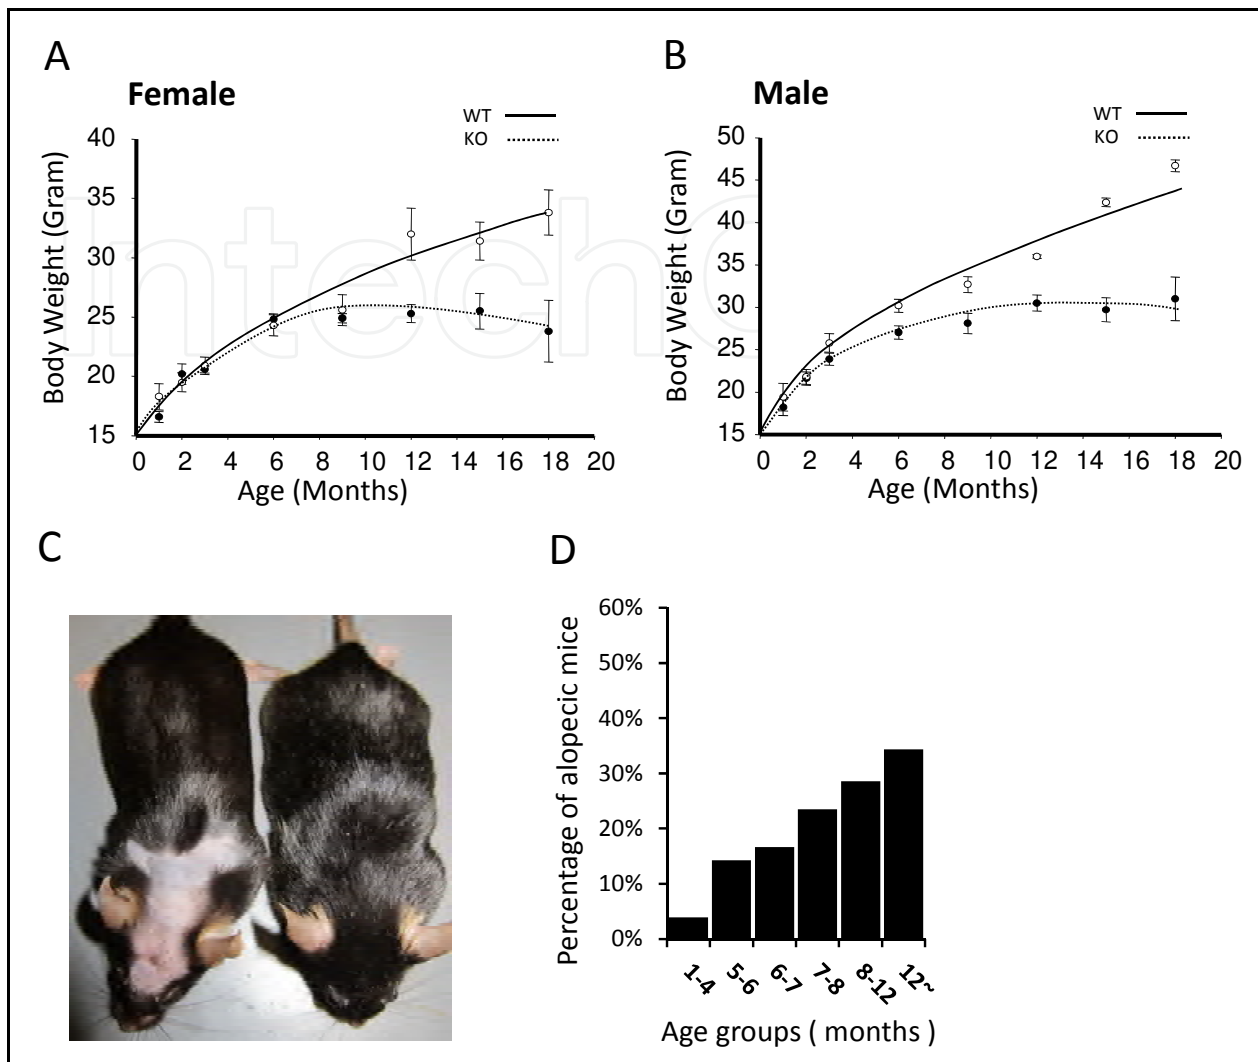 A
Female
WT
KO
40
35
30
25
20
15
Body Weight (Gram)
0 2 4 6 8 10 12 14 16 18 20
Age (Months)
B
Male
WT
KO
50
45
40
35
30
25
20
15
Body Weight (Gram)
0 2 4 6 8 10 12 14 16 18 20
Age (Months)
C
D
60%
50%
40%
30%
20%
10%
0%
Percentage of alopecic mice
1-4 5-6 6-7 7-8 8-12 12~
Age groups ( months )